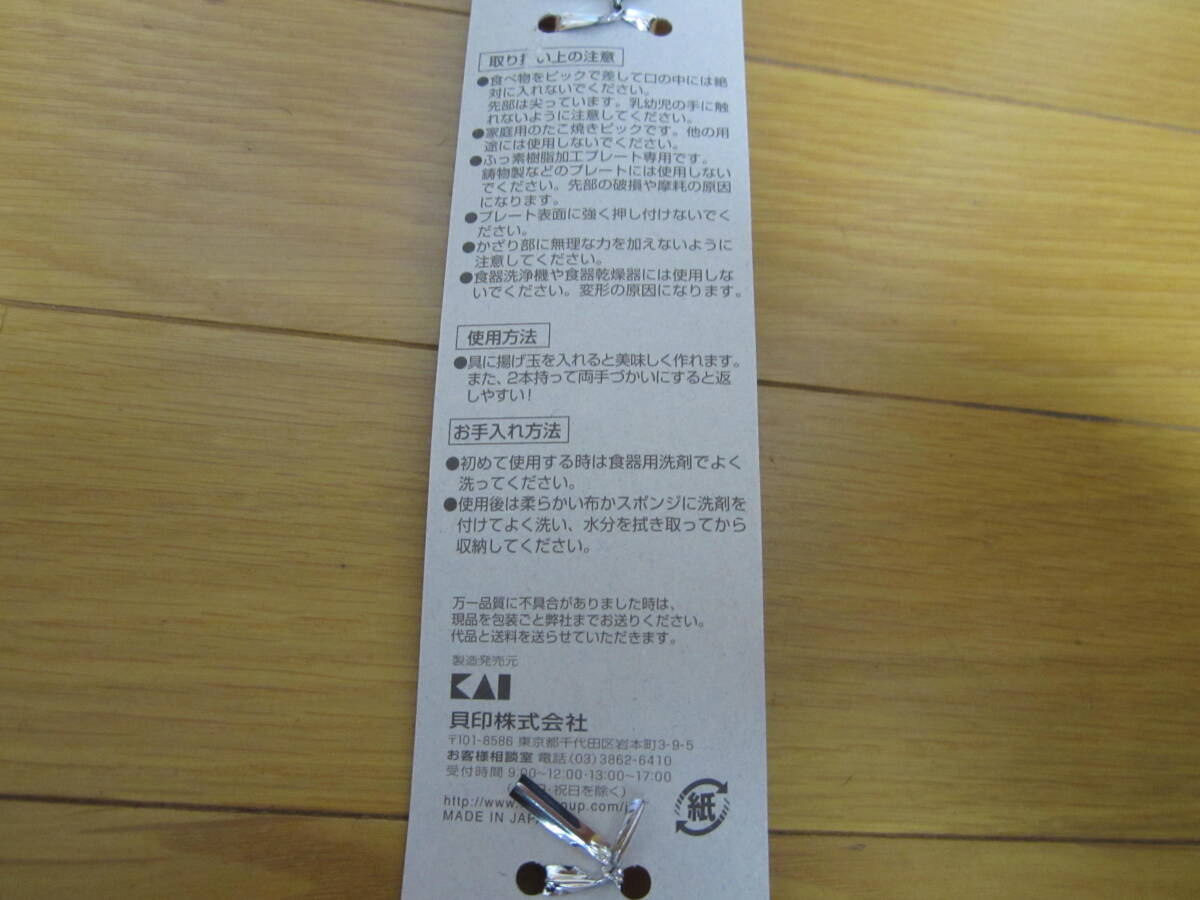 取り い上の注意
●食べ物をピックで差して口の中には絶
対に入れないでください。
先部は尖っています。乳幼児の手に触
れないように注意してください。
●家庭用のたこ焼きピックです。他の用
途には使用しないでください。
●ふっ素樹脂加工プレート専用です。
鋳物製などのプレートには使用しない
でください。先部の破損や摩耗の原因
になります。
●プレート表面に強く押し付けないでく
ださい。
●かざり部に無理な力を加えないように
注意してください。
●食器洗浄機や食器乾燥器には使用しな
いでください。変形の原因になります。
使用方法
●具に揚げ玉を入れると美味しく作れます。
また、2本持って両手づかいにすると返
しやすい!
お手入れ方法
●初めて使用する時は食器用洗剤でよく
洗ってください。
●使用後は柔らかい布かスポンジに洗剤を
付けてよく洗い、水分を拭き取ってから
収納してください。
万一品質に不具合がありました時は、
現品を包装ごと弊社までお送りください。
代品と送料を送らせていただきます。
製造発売元
KAI
貝印株式会社
〒101-8586 東京都千代田区岩本町3-9-5
お客様相談室 電話(03)3862-6410
受付時間 9:00~12:00・13:00~17:00
・祝日を除く)
http://www.
MADE IN
紙